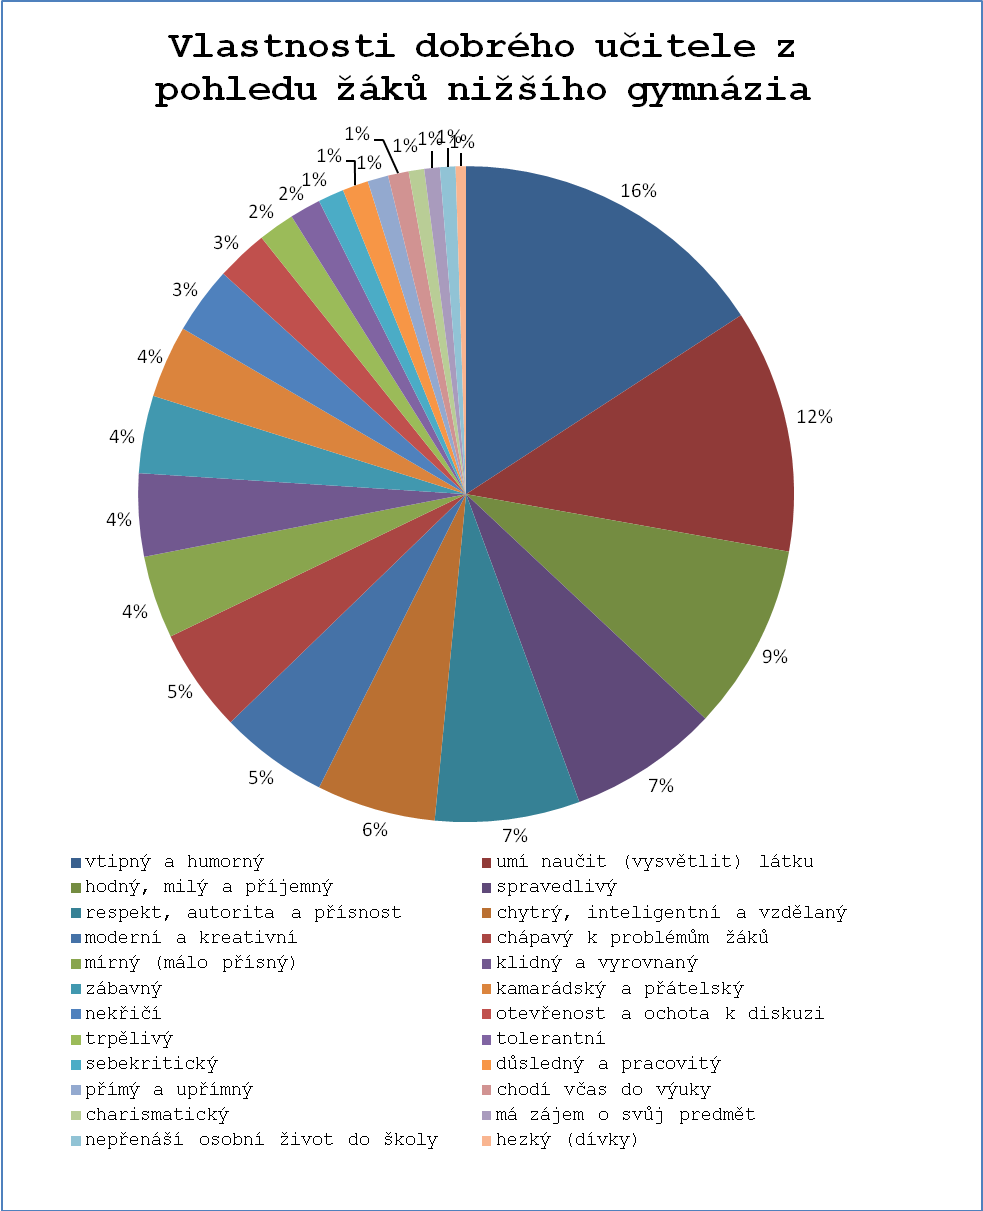 Vlastnosti dobrého učitele z
pohledu žáků nižšího gymnázia
16%
12%
9%
7%
7%
6%
5%
5%
4%
4%
4%
4%
3%
3%
2%
2%
1%
1%
1%
1%
1%
1%
1%
1%
vtipný a humorný
umí naučit (vysvětlit) látku
hodný, milý a příjemný
spravedlivý
respekt, autorita a přísnost
chytrý, inteligentní a vzdělaný
moderní a kreativní
chápavý k problémům žáků
mírný (málo přísný)
klidný a vyrovnaný
zábavný
kamarádský a přátelský
nekřičí
otevřenost a ochota k diskuzi
trpělivý
tolerantní
sebekritický
důsledný a pracovitý
přímý a upřímný
chodí včas do výuky
charismatický
má zájem o svůj predmět
nepřenáší osobní život do školy
hezký (dívky)